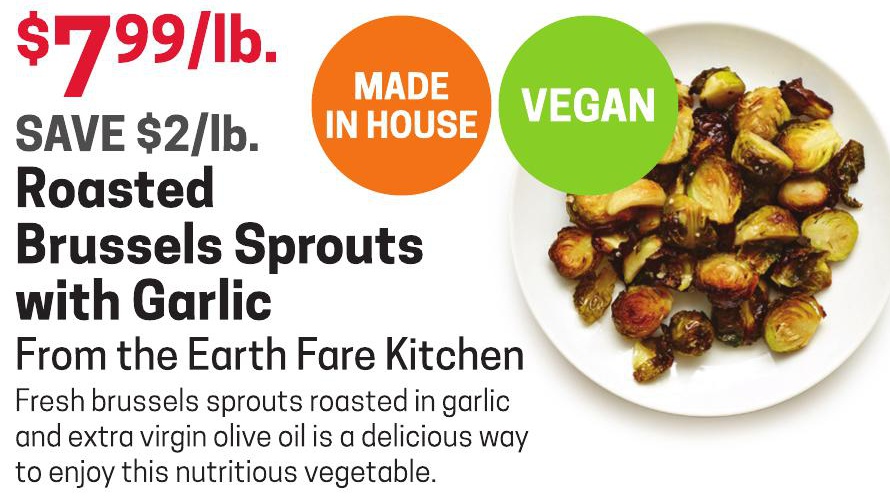 $7.99/lb.
SAVE $2/lb.
MADE
IN HOUSE
VEGAN
Roasted
Brussels Sprouts
with Garlic
From the Earth Fare Kitchen
Fresh brussels sprouts roasted in garlic
and extra virgin olive oil is a delicious way
to enjoy this nutritious vegetable.